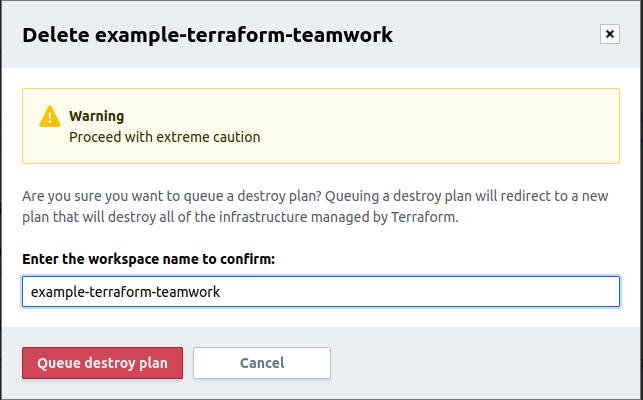 Delete example-terraform-teamwork
Warning
Proceed with extreme caution
Are you sure you want to queue a destroy plan? Queuing a destroy plan will redirect to a new
plan that will destroy all of the infrastructure managed by Terraform.
Enter the workspace name to confirm:
example-terraform-teamwork
Queue destroy plan
Cancel